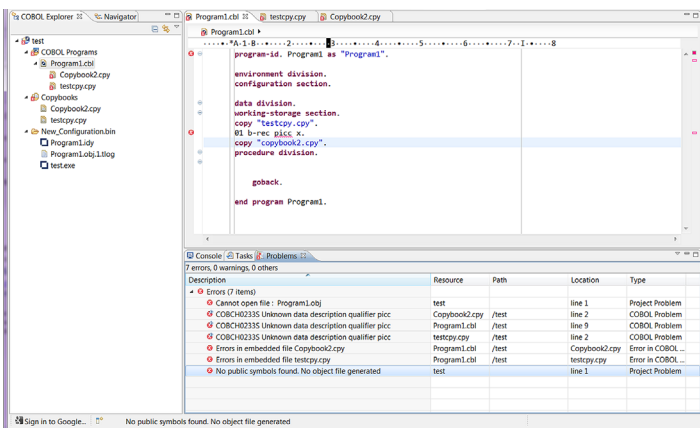 COBOL Explorer Navigator
test
COBOL Programs
Program1.cbl
Copybook2.cpy
testcpy.cpy
Copybooks
Copybook2.cpy
testcpy.cpy
New_Configuration.bin
Program1.idy
Program1.obj.1.tlog
test.exe
Program1.cbl testcpy.cpy Copybook2.cpy
Program1.cbl
program-id. Program1 as "Program1".
environment division.
configuration section.
data division.
working-storage section.
copy "testcpy.cpy".
01 b-rec picc x.
copy "copybook2.cpy".
procedure division.
goback.
end program Program1.
Console Tasks Problems
7 errors, 0 warnings, 0 others
Description Resource Path Location Type
Errors (7 items)
Cannot open file : Program1.obj test line 1 Project Problem
COBCH0233S Unknown data description qualifier picc Copybook2.cpy /test line 2 COBOL Problem
COBCH0233S Unknown data description qualifier picc Program1.cbl /test line 9 COBOL Problem
COBCH0233S Unknown data description qualifier picc testcpy.cpy /test line 2 COBOL Problem
Errors in embedded file Copybook2.cpy Program1.cbl /test Copybook2.cpy Error in COBOL ...
Errors in embedded file testcpy.cpy Program1.cbl /test testcpy.cpy Error in COBOL ...
No public symbols found. No object file generated test line 1 Project Problem
Sign in to Google... No public symbols found. No object file generated